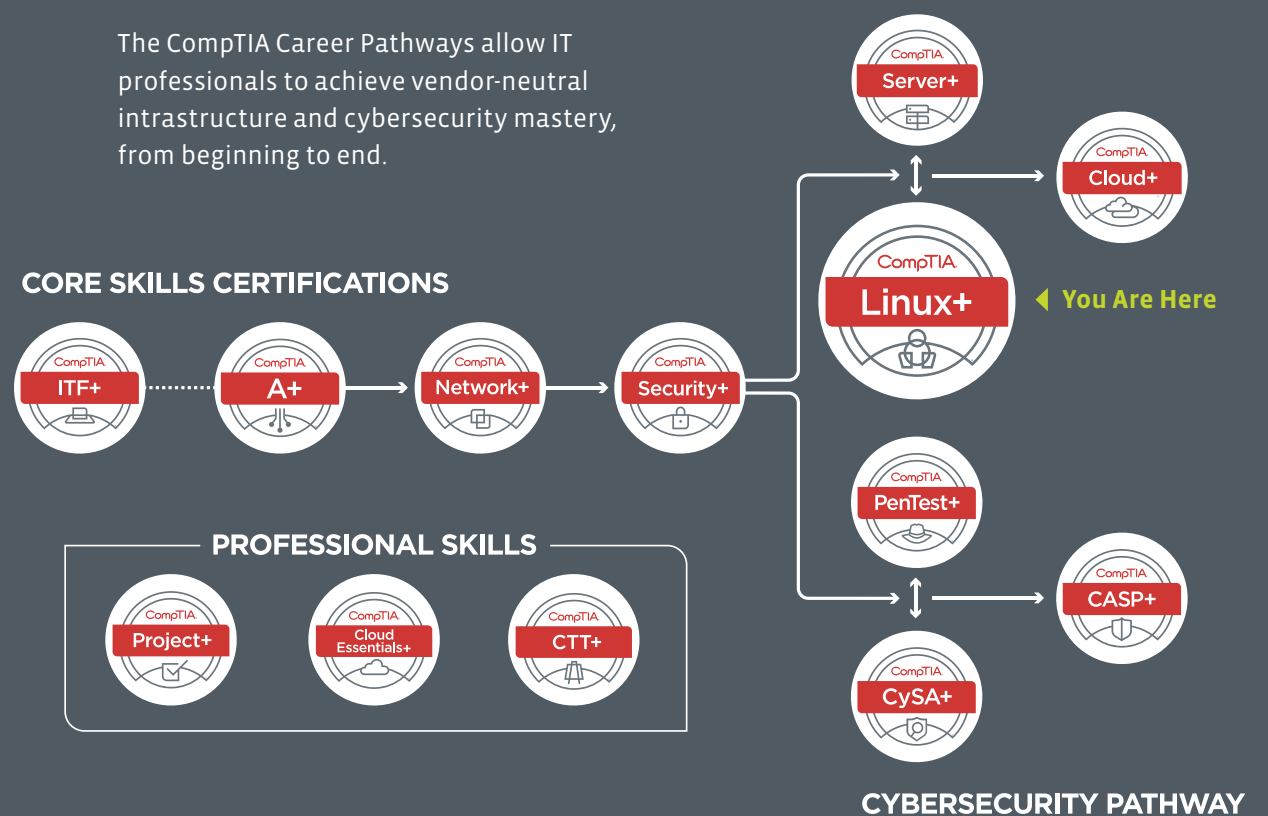 The CompTIA Career Pathways allow IT
professionals to achieve vendor-neutral
intrastructure and cybersecurity mastery,
from beginning to end.
CompTIA
Server+
CompTIA
Cloud+
CompTIA
Linux+
You Are Here
CORE SKILLS CERTIFICATIONS
CompTIA
ITF+
CompTIA
A+
CompTIA
Network+
CompTIA
Security+
CompTIA
PenTest+
CompTIA
CASP+
CompTIA
CySA+
PROFESSIONAL SKILLS
CompTIA
Project+
CompTIA
Cloud
Essentials+
CompTIA
CTT+
CYBERSECURITY PATHWAY